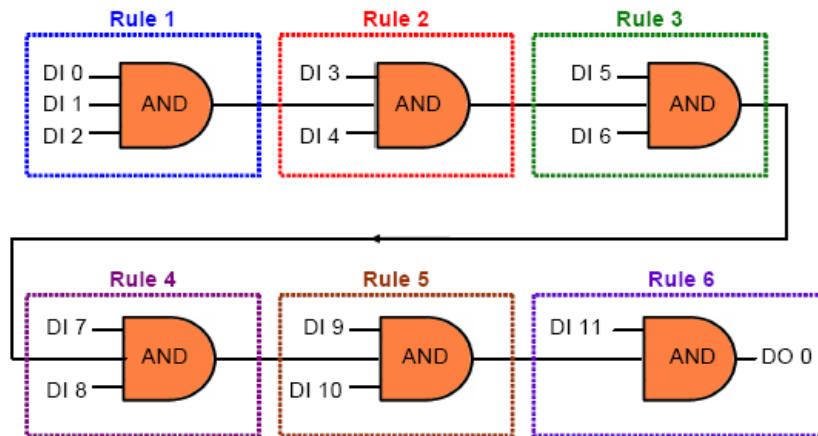 Rule 1
Rule 2
Rule 3
DI 0
DI 1
DI 2
AND
DI 3
DI 4
AND
DI 5
DI 6
AND
Rule 4
Rule 5
Rule 6
DI 7
DI 8
AND
DI 9
DI 10
AND
DI 11
AND
DO 0